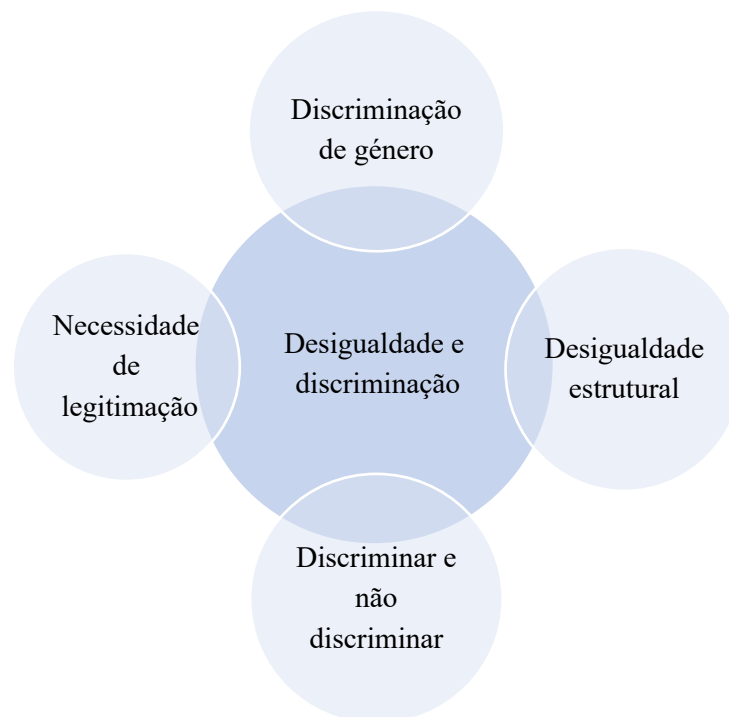 Discriminação
de género
Necessidade
de
legitimação
Desigualdade e
discriminação
Desigualdade
estrutural
Discriminar e
não
discriminar